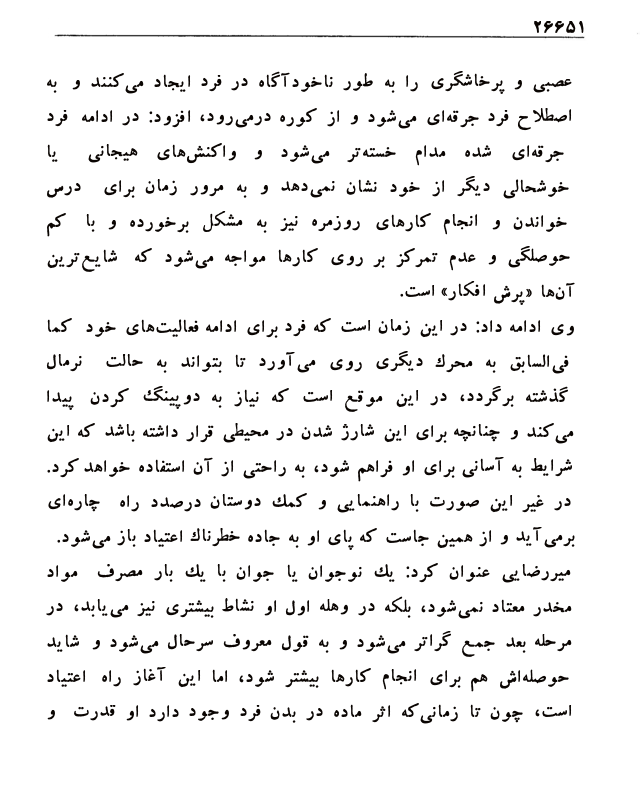 ۲۶۶۵۱
عصبی و پرخاشگری را به طور ناخودآگاه در فرد ایجاد می‌کنند و به
اصطلاح فرد جرقه‌ای می‌شود و از کوره درمی‌رود، افزود: در ادامه فرد
جرقه‌ای شده مدام خسته‌تر می‌شود و واکنش‌های هیجانی یا
خوشحالی دیگر از خود نشان نمی‌دهد و به مرور زمان برای درس
خواندن و انجام کارهای روزمره نیز به مشکل برخورده و با کم
حوصلگی و عدم تمرکز بر روی کارها مواجه می‌شود که شایع‌ترین
آن‌ها «پرش افکار» است.
وی ادامه داد: در این زمان است که فرد برای ادامه فعالیت‌های خود کما
فی‌السابق به محرك دیگری روی می‌آورد تا بتواند به حالت نرمال
گذشته برگردد، در این موقع است که نیاز به دوپینگ کردن پیدا
می‌کند و چنانچه برای این شارژ شدن در محیطی قرار داشته باشد که این
شرایط به آسانی برای او فراهم شود، به راحتی از آن استفاده خواهد کرد.
در غیر این صورت با راهنمایی و کمك دوستان درصدد راه چاره‌ای
برمی‌آید و از همین جاست که پای او به جاده خطرناك اعتیاد باز می‌شود.
میررضایی عنوان کرد: یك نوجوان یا جوان با یك بار مصرف مواد
مخدر معتاد نمی‌شود، بلکه در وهله اول او نشاط بیشتری نیز می‌یابد، در
مرحله بعد جمع گراتر می‌شود و به قول معروف سرحال می‌شود و شاید
حوصله‌اش هم برای انجام کارها بیشتر شود، اما این آغاز راه اعتیاد
است، چون تا زمانی‌که اثر ماده در بدن فرد وجود دارد او قدرت و